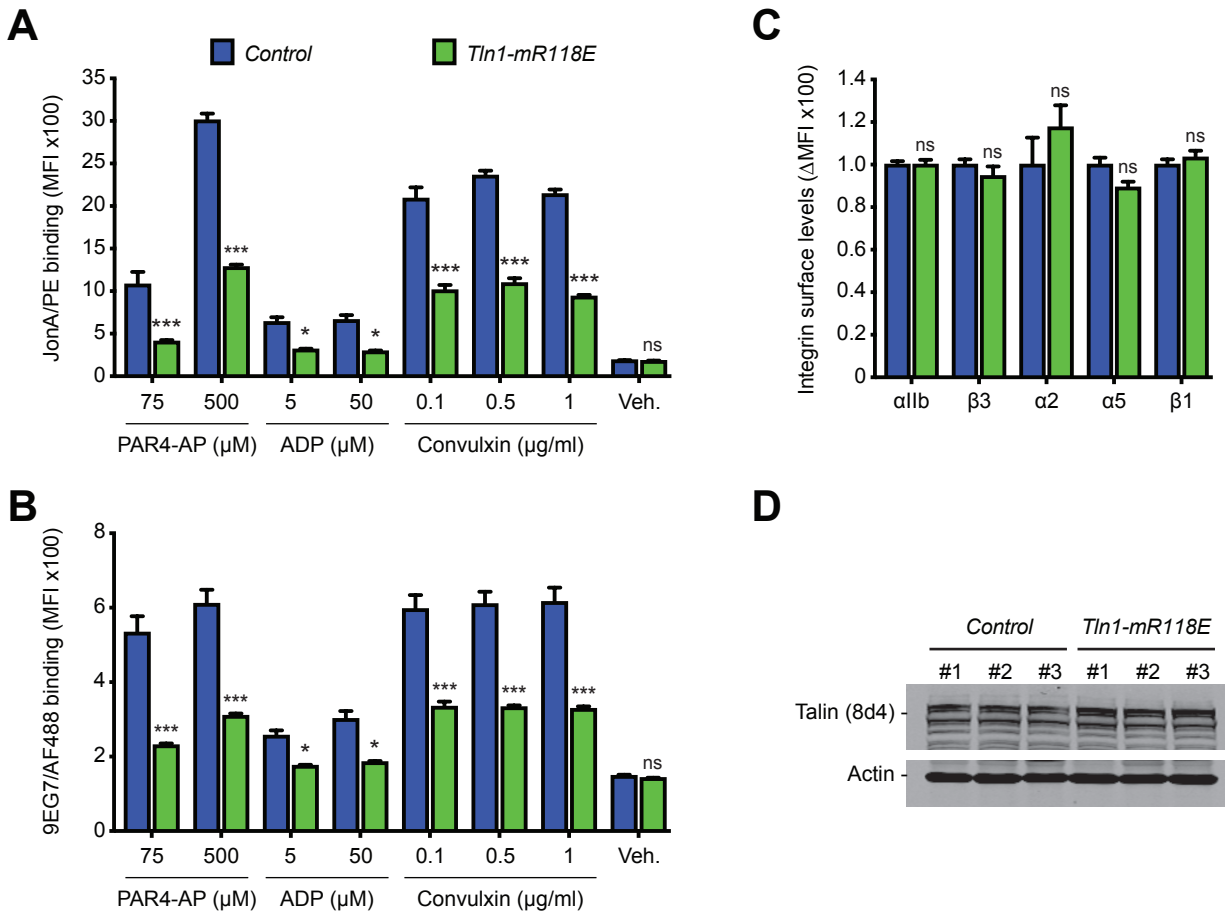 A
Control
Tln1-mR118E
JonA/PE binding (MFI x100)
35
30
25
20
15
10
5
0
***
***
*
*
***
***
***
ns
75 500 5 50 0.1 0.5 1 Veh.
PAR4-AP (µM) ADP (µM) Convulxin (µg/ml)
B
9EG7/AF488 binding (MFI x100)
8
6
4
2
0
***
***
*
*
***
***
***
ns
75 500 5 50 0.1 0.5 1 Veh.
PAR4-AP (µM) ADP (µM) Convulxin (µg/ml)
C
Integrin surface levels (ΔMFI x100)
1.4
1.2
1.0
0.8
0.6
0.4
0.2
0
ns
ns
ns
ns
ns
αIIb β3 α2 α5 β1
D
Control Tln1-mR118E
#1 #2 #3 #1 #2 #3
Talin (8d4) -
Actin -